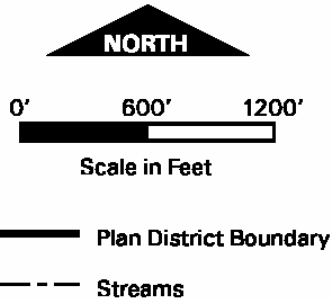 NORTH
0' 600' 1200'
Scale in Feet
Plan District Boundary
Streams